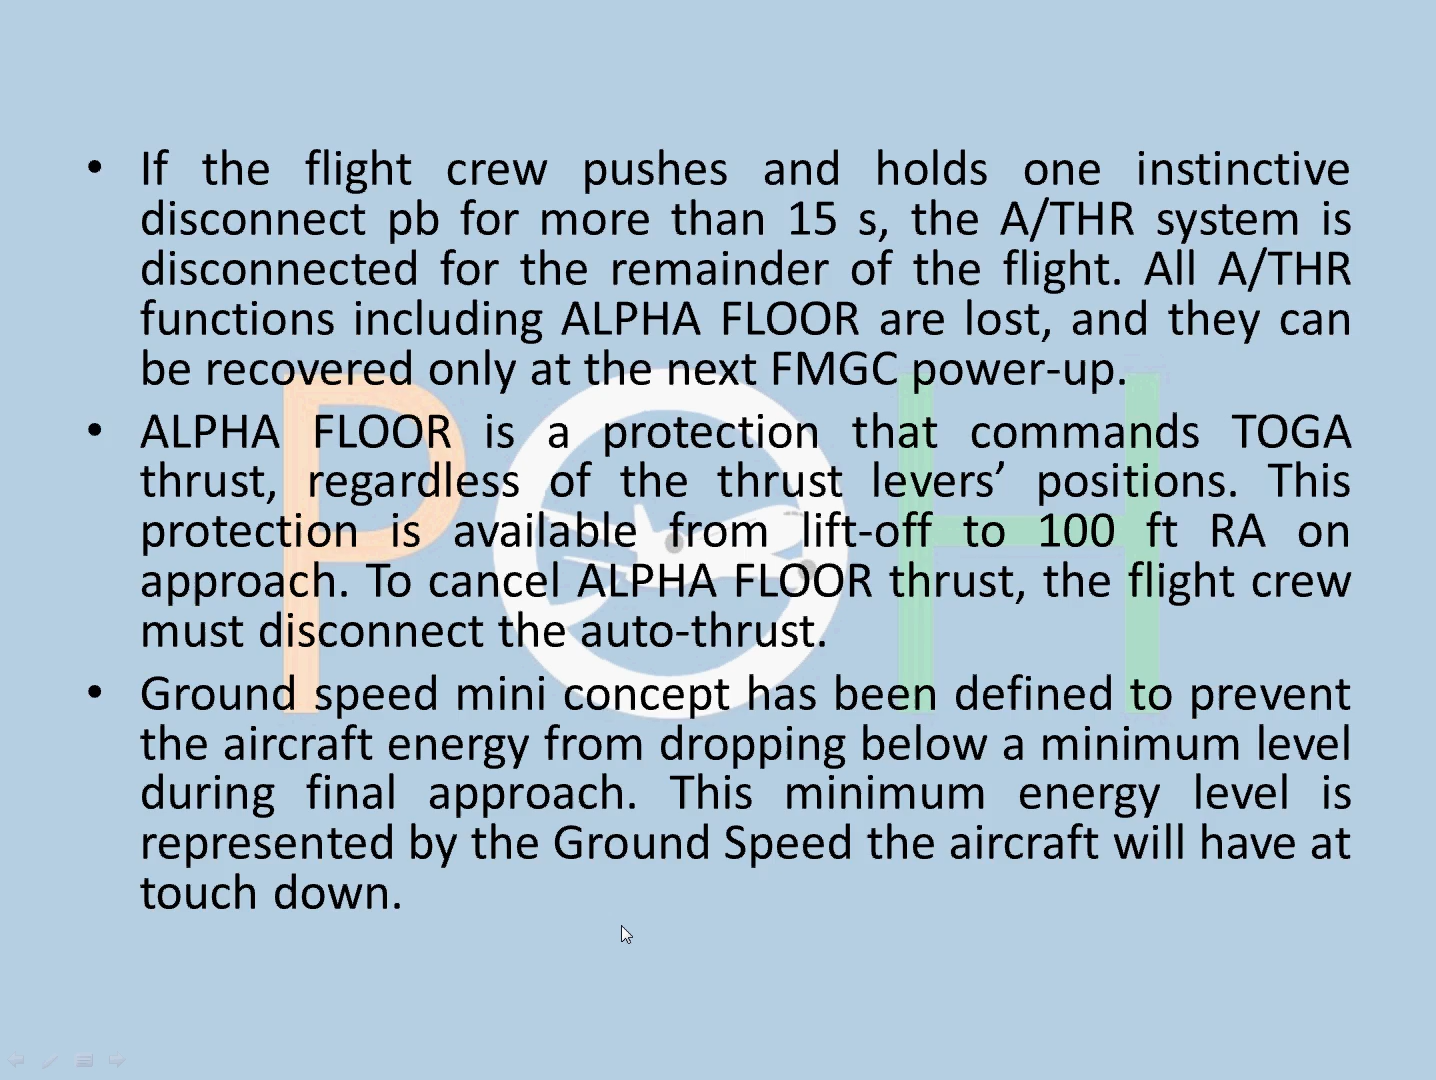 • If the flight crew pushes and holds one instinctive
disconnect pb for more than 15 s, the A/THR system is
disconnected for the remainder of the flight. All A/THR
functions including ALPHA FLOOR are lost, and they can
be recovered only at the next FMGC power-up.
• ALPHA FLOOR is a protection that commands TOGA
thrust, regardless of the thrust levers’ positions. This
protection is available from lift-off to 100 ft RA on
approach. To cancel ALPHA FLOOR thrust, the flight crew
must disconnect the auto-thrust.
• Ground speed mini concept has been defined to prevent
the aircraft energy from dropping below a minimum level
during final approach. This minimum energy level is
represented by the Ground Speed the aircraft will have at
touch down.
POH